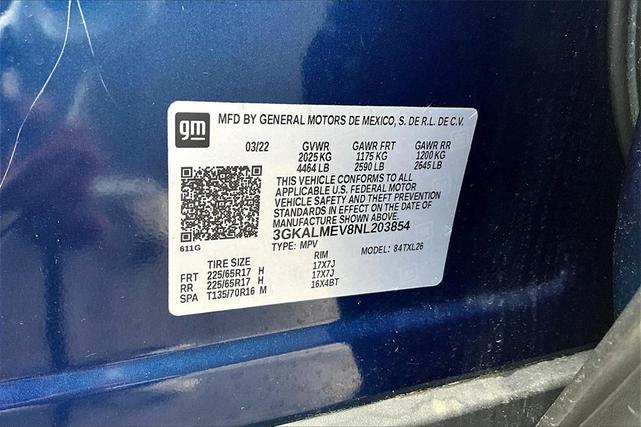 gm
MFD BY GENERAL MOTORS DE MEXICO, S. DE R.L. DE C.V.
03/22 GVWR GAWR FRT GAWR RR
2025 KG 1175 KG 1200 KG
4464 LB 2590 LB 2645 LB
THIS VEHICLE CONFORMS TO ALL
APPLICABLE U.S. FEDERAL MOTOR
VEHICLE SAFETY AND THEFT PREVENTION
STANDARDS IN EFFECT ON THE DATE OF
MANUFACTURE SHOWN ABOVE.
3GKALMEV8NL203854
611G
TYPE: MPV MODEL: 84TXL26
TIRE SIZE RIM
FRT 225/65R17 H 17X7J
RR 225/65R17 H 17X7J
SPA T135/70R16 M 16X4BT